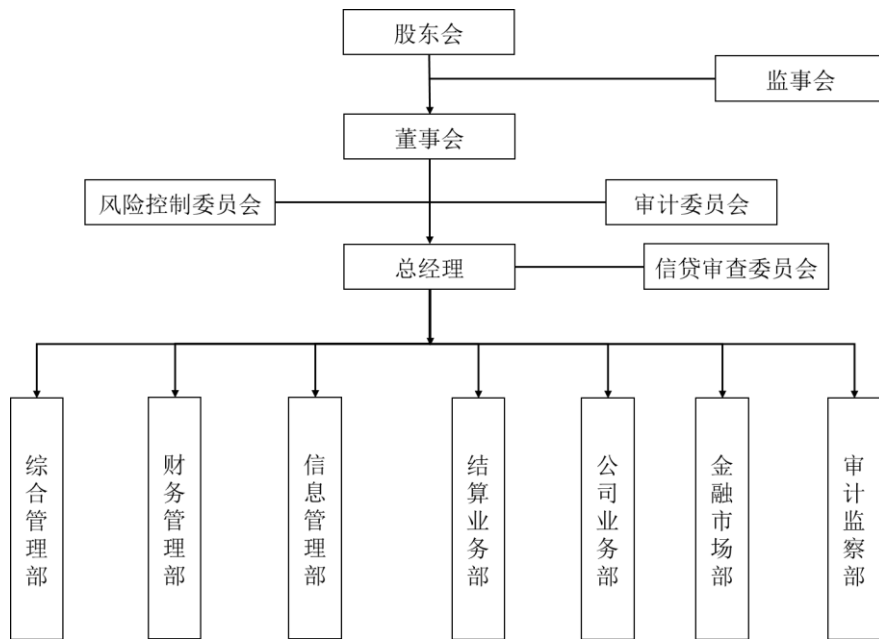 股东会
监事会
董事会
风险控制委员会
审计委员会
总经理
信贷审查委员会
综合管理部
财务管理部
信息管理部
结算业务部
公司业务部
金融市场部
审计监察部